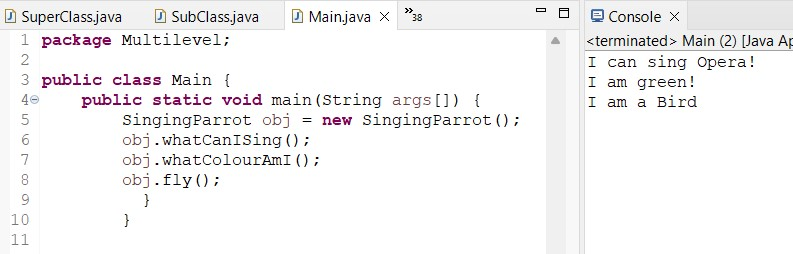 SuperClass.java SubClass.java Main.java 38
1 package Multilevel;
2
3 public class Main {
4 public static void main(String args[]) {
5 SingingParrot obj = new SingingParrot();
6 obj.whatCanISing();
7 obj.whatColourAmI();
8 obj.fly();
9 }
10 }
11
Console
<terminated> Main (2) [Java Ap
I can sing Opera!
I am green!
I am a Bird